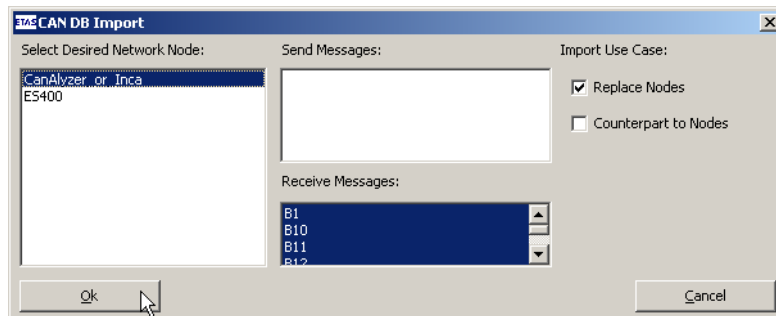 ETAS CAN DB Import
Select Desired Network Node:
CanAlyzer_or_Inca
ES400
Send Messages:
Receive Messages:
B1
B10
B11
B12
Import Use Case:
Replace Nodes
Counterpart to Nodes
Ok
Cancel